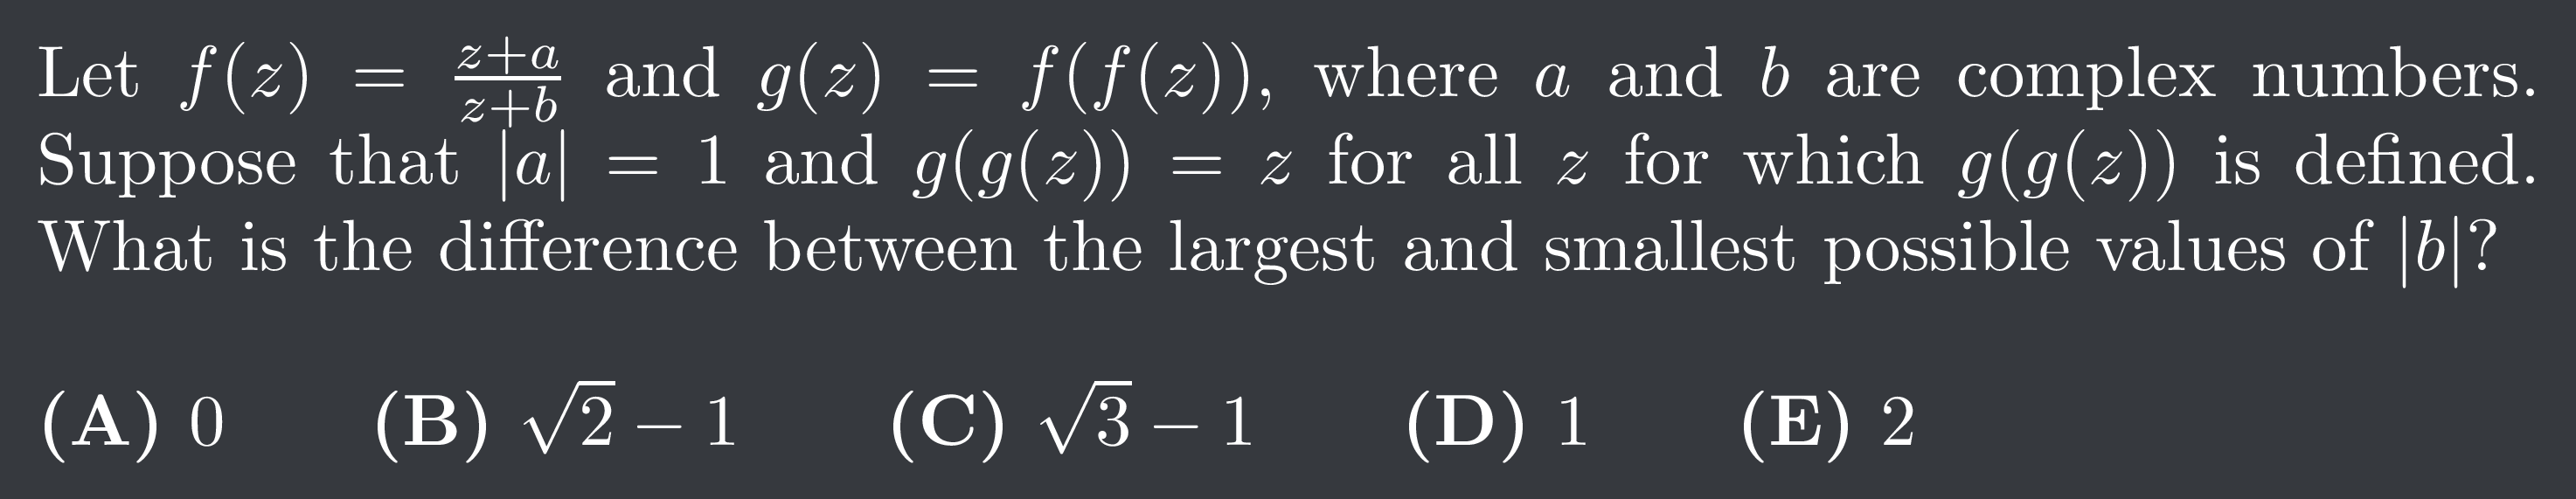 Let $f(z) = \frac{z+a}{z+b}$ and $g(z) = f(f(z))$, where $a$ and $b$ are complex numbers.
Suppose that $|a| = 1$ and $g(g(z)) = z$ for all $z$ for which $g(g(z))$ is defined.
What is the difference between the largest and smallest possible values of $|b|$?
(A) 0 (B) $\sqrt{2} - 1$ (C) $\sqrt{3} - 1$ (D) 1 (E) 2